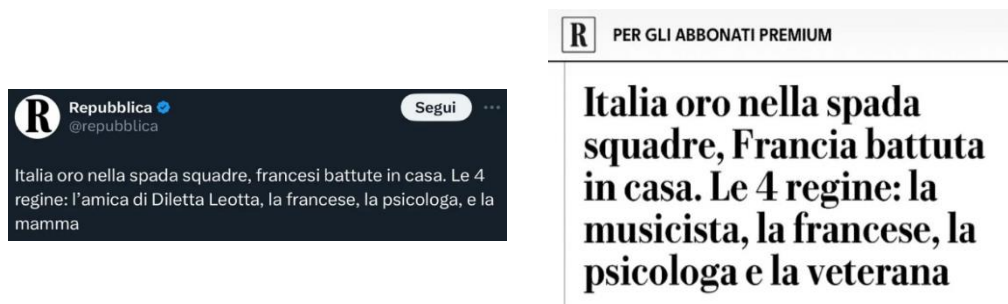 R Repubblica
@repubblica
Segui
Italia oro nella spada squadre, francesi battute in casa. Le 4
regine: l'amica di Diletta Leotta, la francese, la psicologa, e la
mamma
R PER GLI ABBONATI PREMIUM
Italia oro nella spada
squadre, Francia battuta
in casa. Le 4 regine: la
musicista, la francese, la
psicologa e la veterana